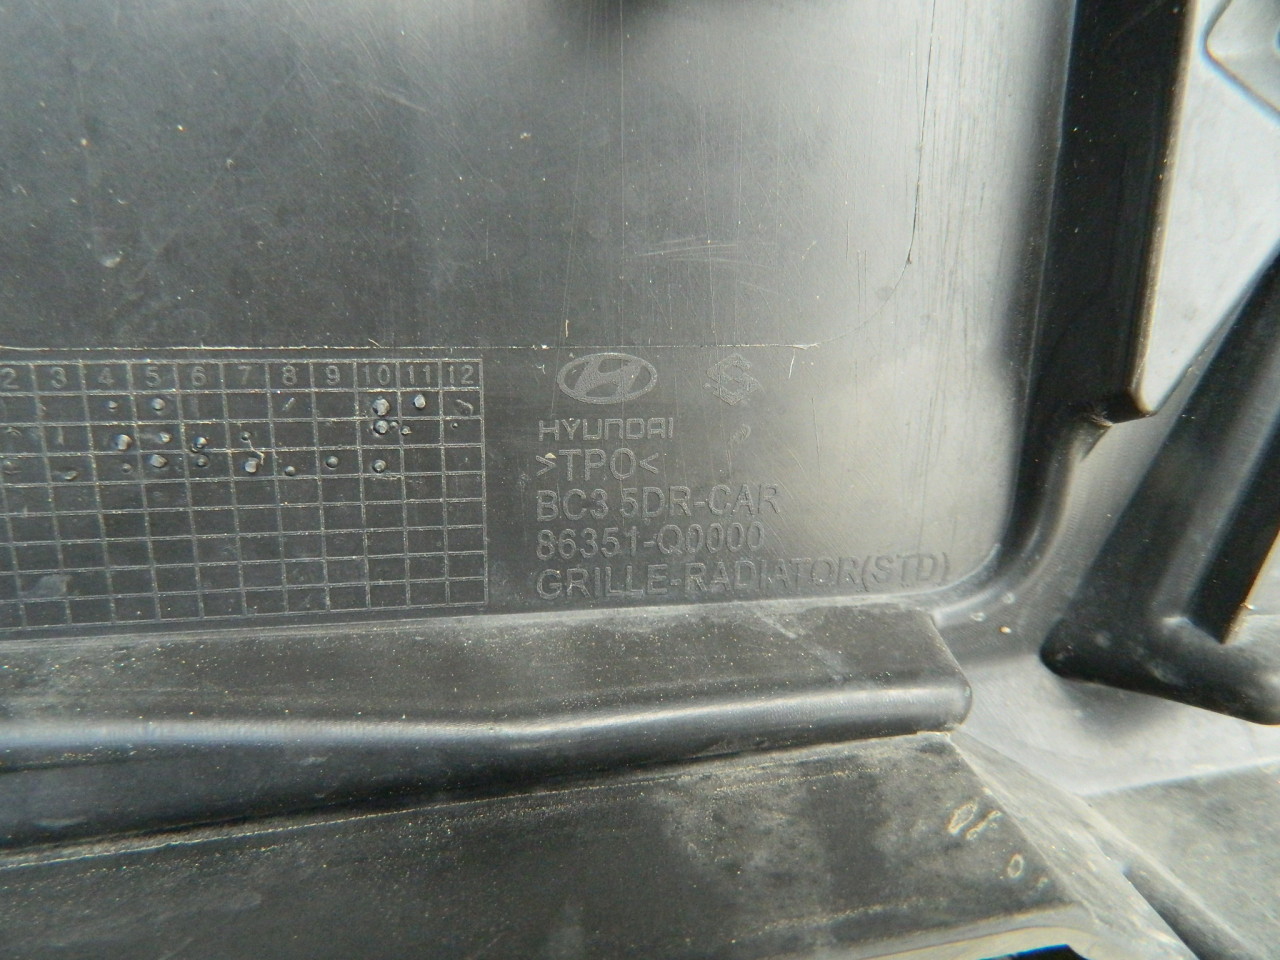 2 3 4 5 6 7 8 9 10 11 12
HYUNDAI
>TPO<
BC3 5DR-CAR
86351-Q0000
GRILLE-RADIATOR(STD)